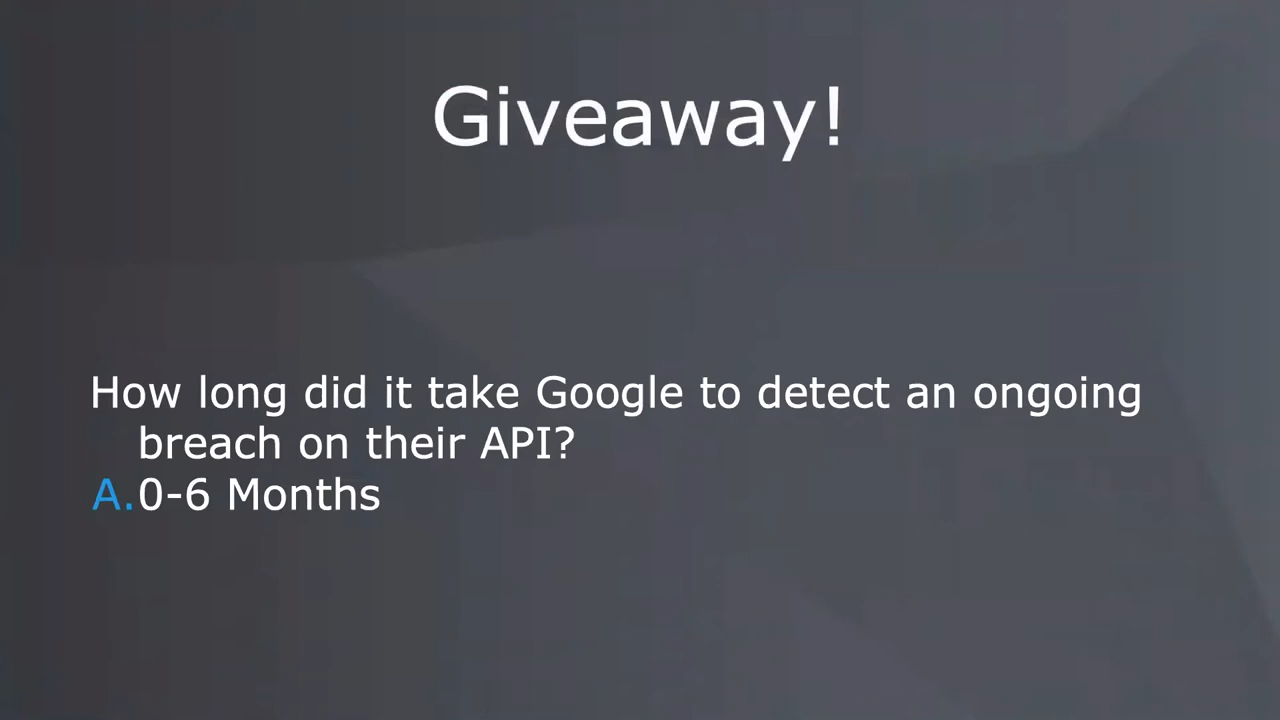 Giveaway!
How long did it take Google to detect an ongoing
breach on their API?
A.0-6 Months